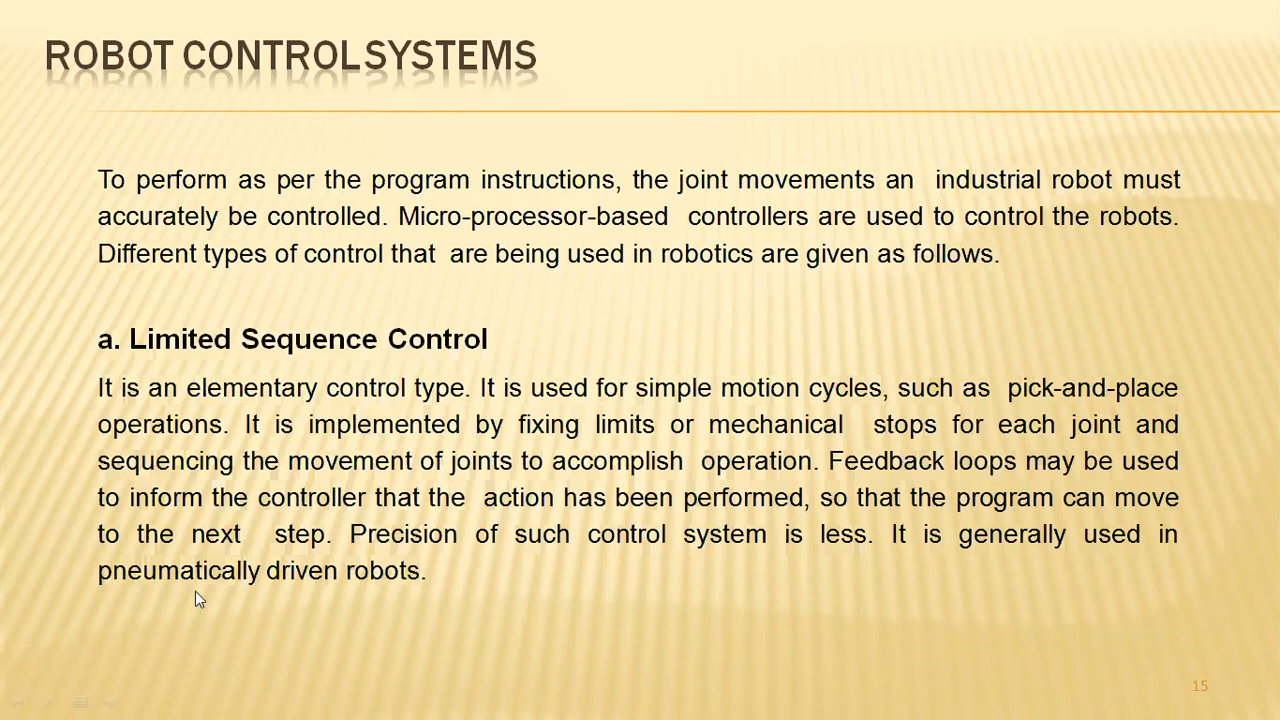 ROBOT CONTROL SYSTEMS
To perform as per the program instructions, the joint movements an industrial robot must
accurately be controlled. Micro-processor-based controllers are used to control the robots.
Different types of control that are being used in robotics are given as follows.
a. Limited Sequence Control
It is an elementary control type. It is used for simple motion cycles, such as pick-and-place
operations. It is implemented by fixing limits or mechanical stops for each joint and
sequencing the movement of joints to accomplish operation. Feedback loops may be used
to inform the controller that the action has been performed, so that the program can move
to the next step. Precision of such control system is less. It is generally used in
pneumatically driven robots.
15